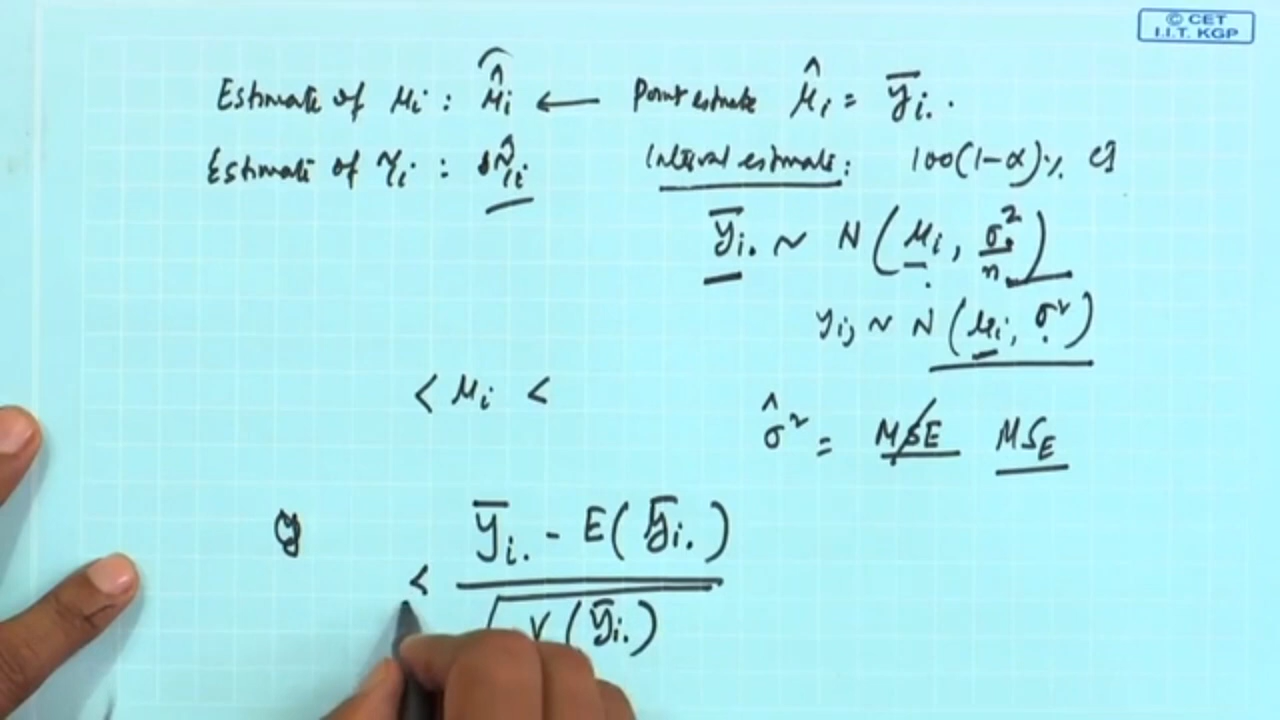 © CET
I.I.T. KGP
Estimate of μi : μ̂i ← Point estimate μ̂i = ȳi.
Estimate of τi : Interval estimate: 100(1-α)% CI
ȳi. ~ N(μi, σ²/n)
yij ~ N(μi, σ²)
< μi <
σ̂² = MSE MS_E
< (ȳi. - E(ȳi.)) / √V(ȳi.)